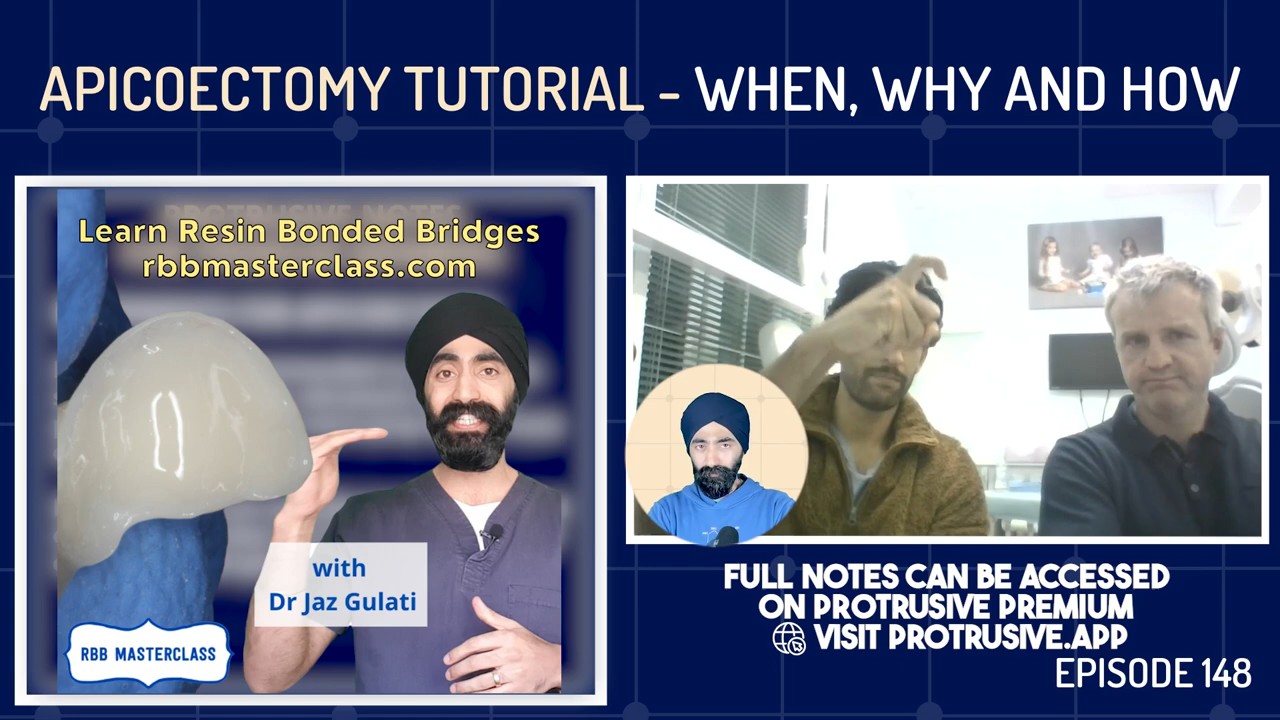 APICOECTOMY TUTORIAL - WHEN, WHY AND HOW
Learn Resin Bonded Bridges
rbbmasterclass.com
with
Dr Jaz Gulati
RBB MASTERCLASS
FULL NOTES CAN BE ACCESSED
ON PROTRUSIVE PREMIUM
VISIT PROTRUSIVE.APP
EPISODE 148